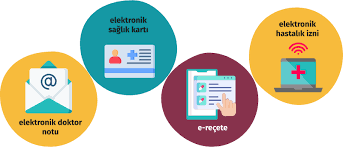 elektronik doktor
notu
elektronik
sağlık kartı
e-reçete
elektronik
hastalık izni